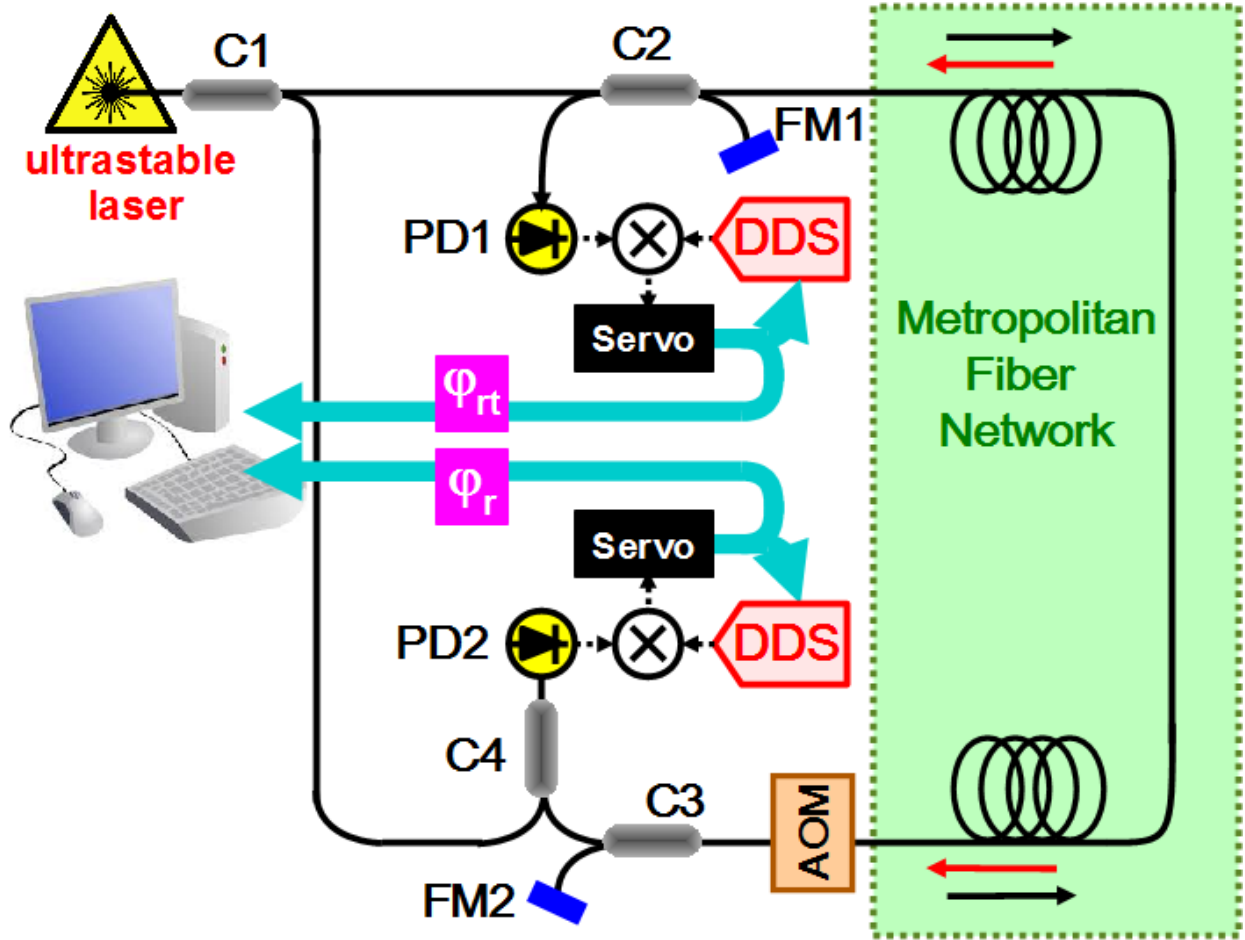 C1
C2
FM1
ultrastable
laser
PD1
DDS
Servo
Metropolitan
Fiber
Network
φrt
φr
Servo
PD2
DDS
C4
C3
AOM
FM2